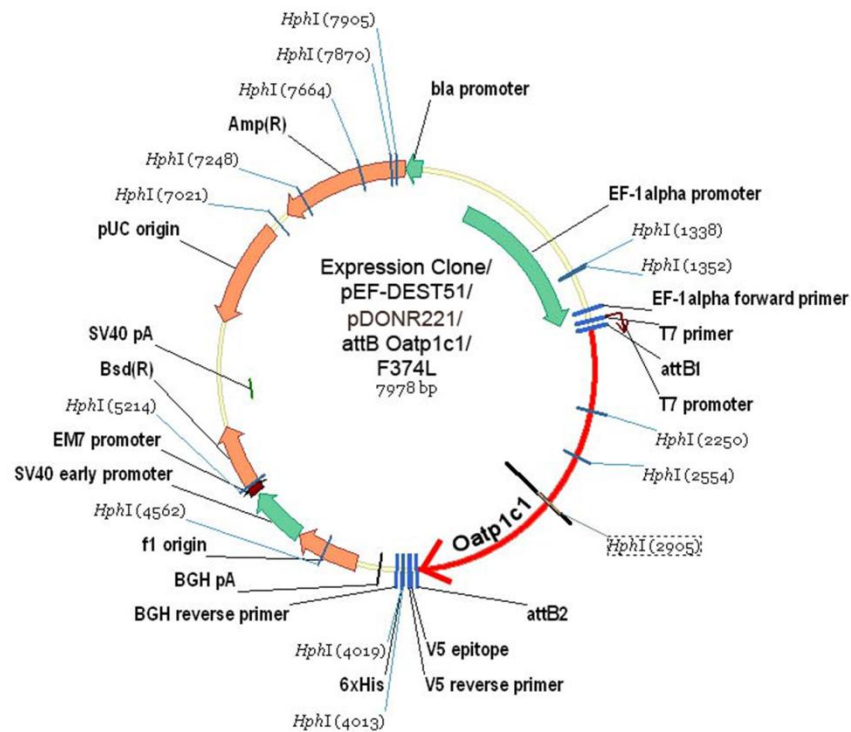 HphI (7905)
HphI (7870)
HphI (7664)
bla promoter
Amp(R)
HphI (7248)
HphI (7021)
pUC origin
EF-1alpha promoter
HphI (1338)
HphI (1352)
EF-1alpha forward primer
T7 primer
attB1
T7 promoter
Expression Clone/
pEF-DEST51/
pDONR221/
attB Oatp1c1/
F374L
7978 bp
SV40 pA
Bsd(R)
HphI (5214)
EM7 promoter
SV40 early promoter
HphI (4562)
f1 origin
BGH pA
BGH reverse primer
HphI (2250)
HphI (2554)
HphI (2905)
Oatp1c1
attB2
V5 epitope
V5 reverse primer
HphI (4019)
6xHis
HphI (4013)